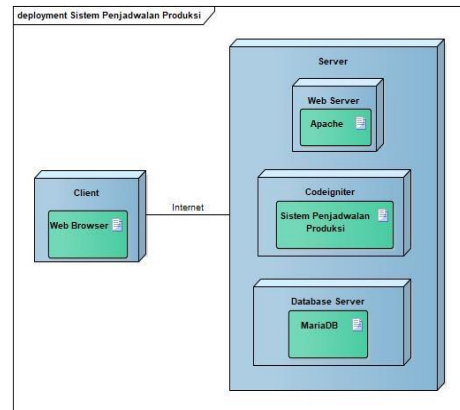 deployment Sistem Penjadwalan Produksi
Server
Web Server
Apache
Client
Web Browser
Internet
Codeigniter
Sistem Penjadwalan
Produksi
Database Server
MariaDB